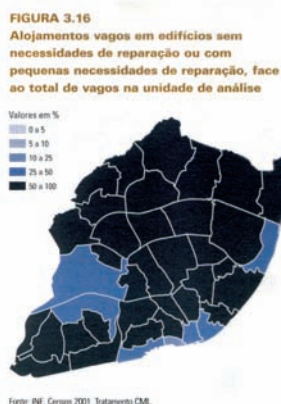 FIGURA 3.16
Alojamentos vagos em edifícios sem
necessidades de reparação ou com
pequenas necessidades de reparação, face
ao total de vagos na unidade de análise
Valores em %
0 a 5
5 a 10
10 a 25
25 a 50
50 a 100
Fonte: INE, Censos 2001. Tratamento CML.